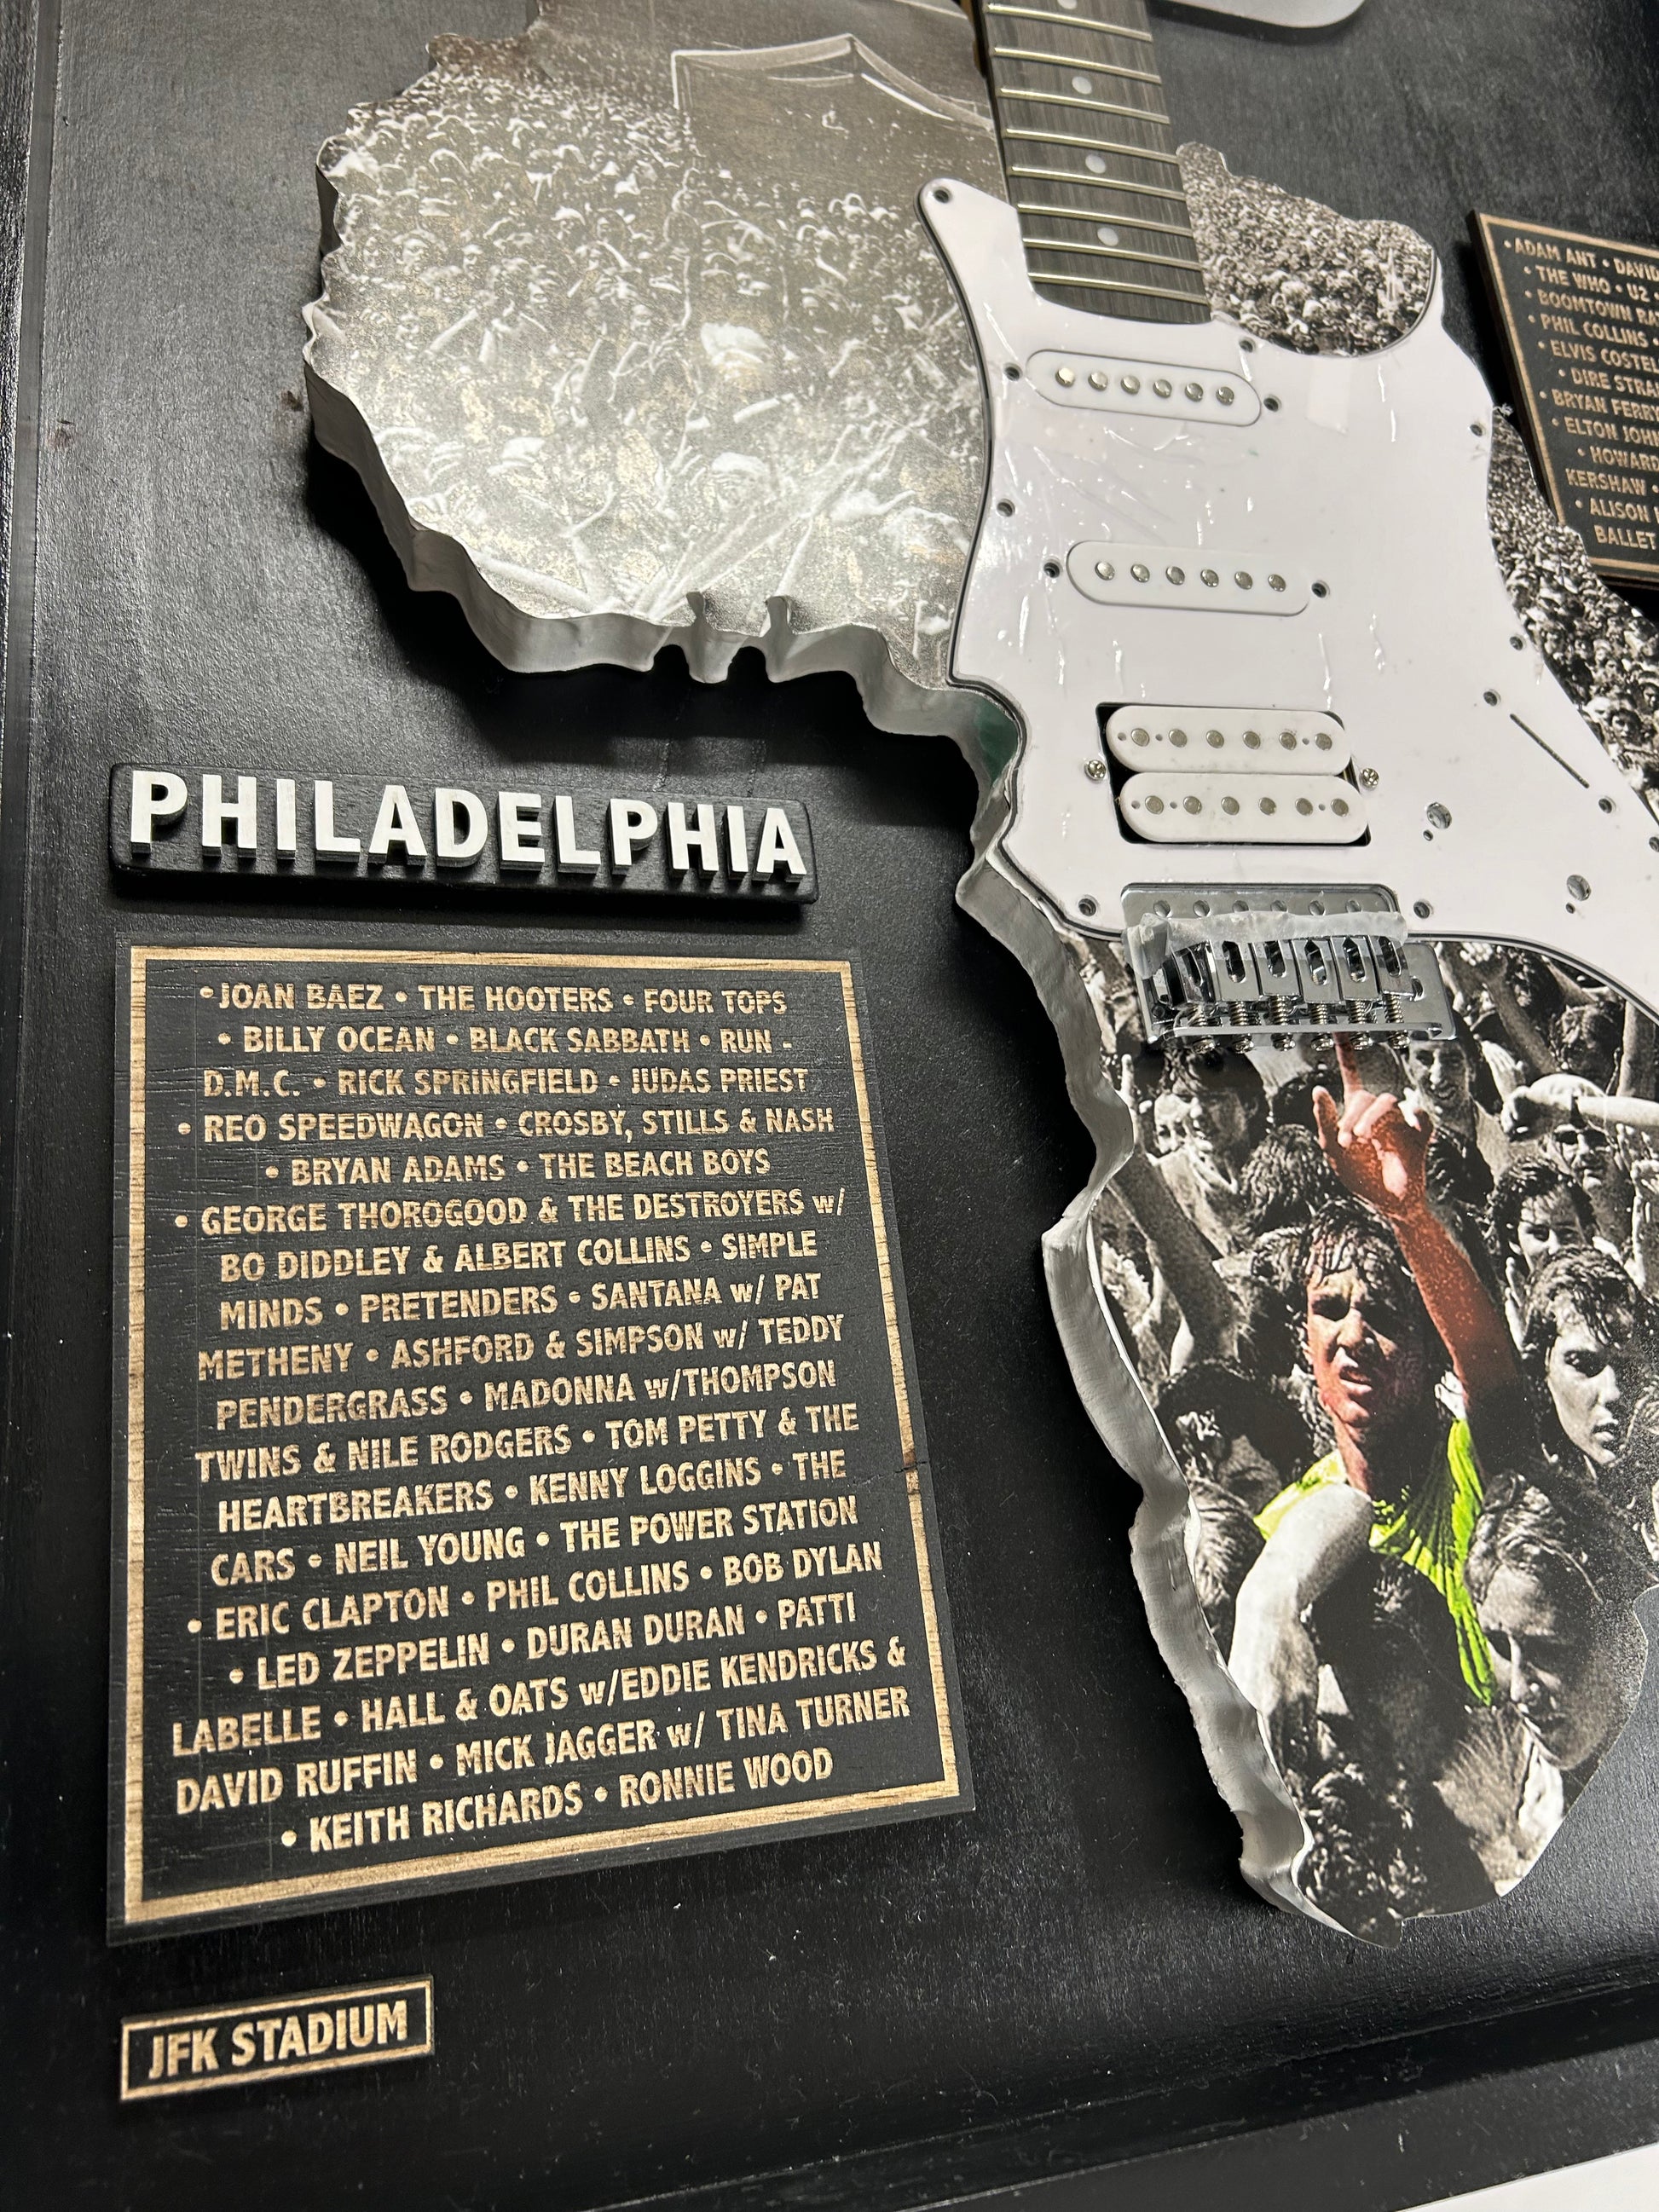 PHILADELPHIA
•JOAN BAEZ • THE HOOTERS • FOUR TOPS
• BILLY OCEAN • BLACK SABBATH • RUN -
D.M.C. • RICK SPRINGFIELD • JUDAS PRIEST
• REO SPEEDWAGON • CROSBY, STILLS & NASH
• BRYAN ADAMS • THE BEACH BOYS
• GEORGE THOROGOOD & THE DESTROYERS w/
BO DIDDLEY & ALBERT COLLINS • SIMPLE
MINDS • PRETENDERS • SANTANA w/ PAT
METHENY • ASHFORD & SIMPSON w/ TEDDY
PENDERGRASS • MADONNA w/THOMPSON
TWINS & NILE RODGERS • TOM PETTY & THE
HEARTBREAKERS • KENNY LOGGINS • THE
CARS • NEIL YOUNG • THE POWER STATION
• ERIC CLAPTON • PHIL COLLINS • BOB DYLAN
• LED ZEPPELIN • DURAN DURAN • PATTI
LABELLE • HALL & OATS w/EDDIE KENDRICKS &
DAVID RUFFIN • MICK JAGGER w/ TINA TURNER
• KEITH RICHARDS • RONNIE WOOD
JFK STADIUM
•ADAM ANT • DAVID
• THE WHO • U2
• BOOMTOWN
• PHIL COLLINS •
• ELVIS
• DIRE
• BRYAN FERRY
• ELTON JOHN
• HOWARD
KERSHAW •
• ALISON
BALLET